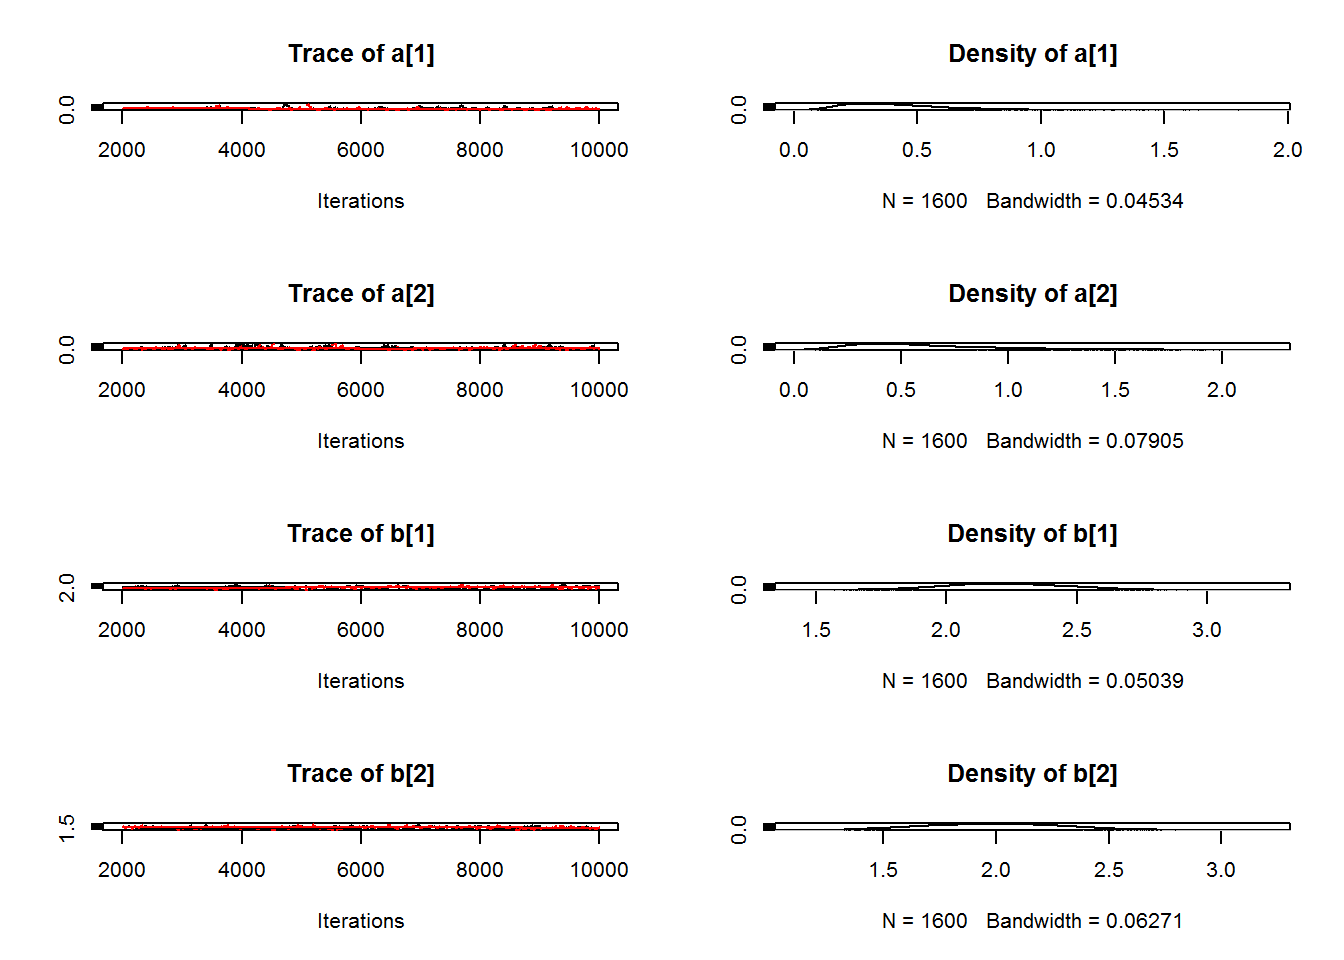 Trace of a[1]
0.0
2000 4000 6000 8000 10000
Iterations
Density of a[1]
0.0
0.0 0.5 1.0 1.5 2.0
N = 1600 Bandwidth = 0.04534
Trace of a[2]
0.0
2000 4000 6000 8000 10000
Iterations
Density of a[2]
0.0
0.0 0.5 1.0 1.5 2.0
N = 1600 Bandwidth = 0.07905
Trace of b[1]
2.0
2000 4000 6000 8000 10000
Iterations
Density of b[1]
0.0
1.5 2.0 2.5 3.0
N = 1600 Bandwidth = 0.05039
Trace of b[2]
1.5
2000 4000 6000 8000 10000
Iterations
Density of b[2]
0.0
1.5 2.0 2.5 3.0
N = 1600 Bandwidth = 0.06271